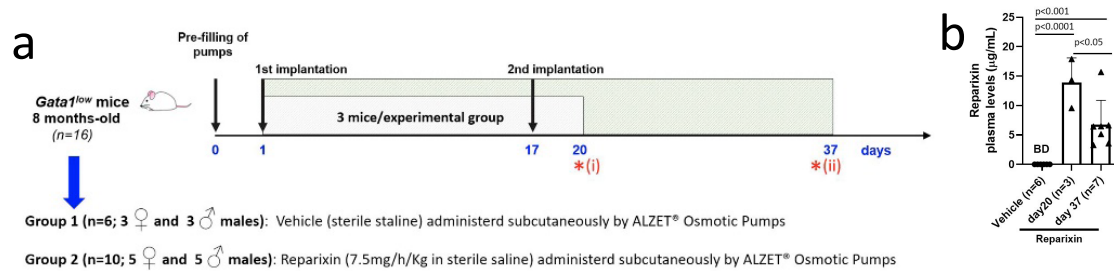 a
Pre-filling of
pumps
1st implantation
2nd implantation
Gata1low mice
8 months-old
(n=16)
3 mice/experimental group
0
1
17
20
37
days
*(i)
*(ii)
Group 1 (n=6; 3 ♀ and 3 ♂ males): Vehicle (sterile saline) administerd subcutaneously by ALZET® Osmotic Pumps
Group 2 (n=10; 5 ♀ and 5 ♂ males): Reparixin (7.5mg/h/Kg in sterile saline) administerd subcutaneously by ALZET® Osmotic Pumps
b
Reparixin
plasma levels (µg/mL)
25
20
15
10
5
0
p<0.001
p<0.0001
p<0.05
BD
Vehicle (n=6)
day20 (n=3)
day 37 (n=7)
Reparixin